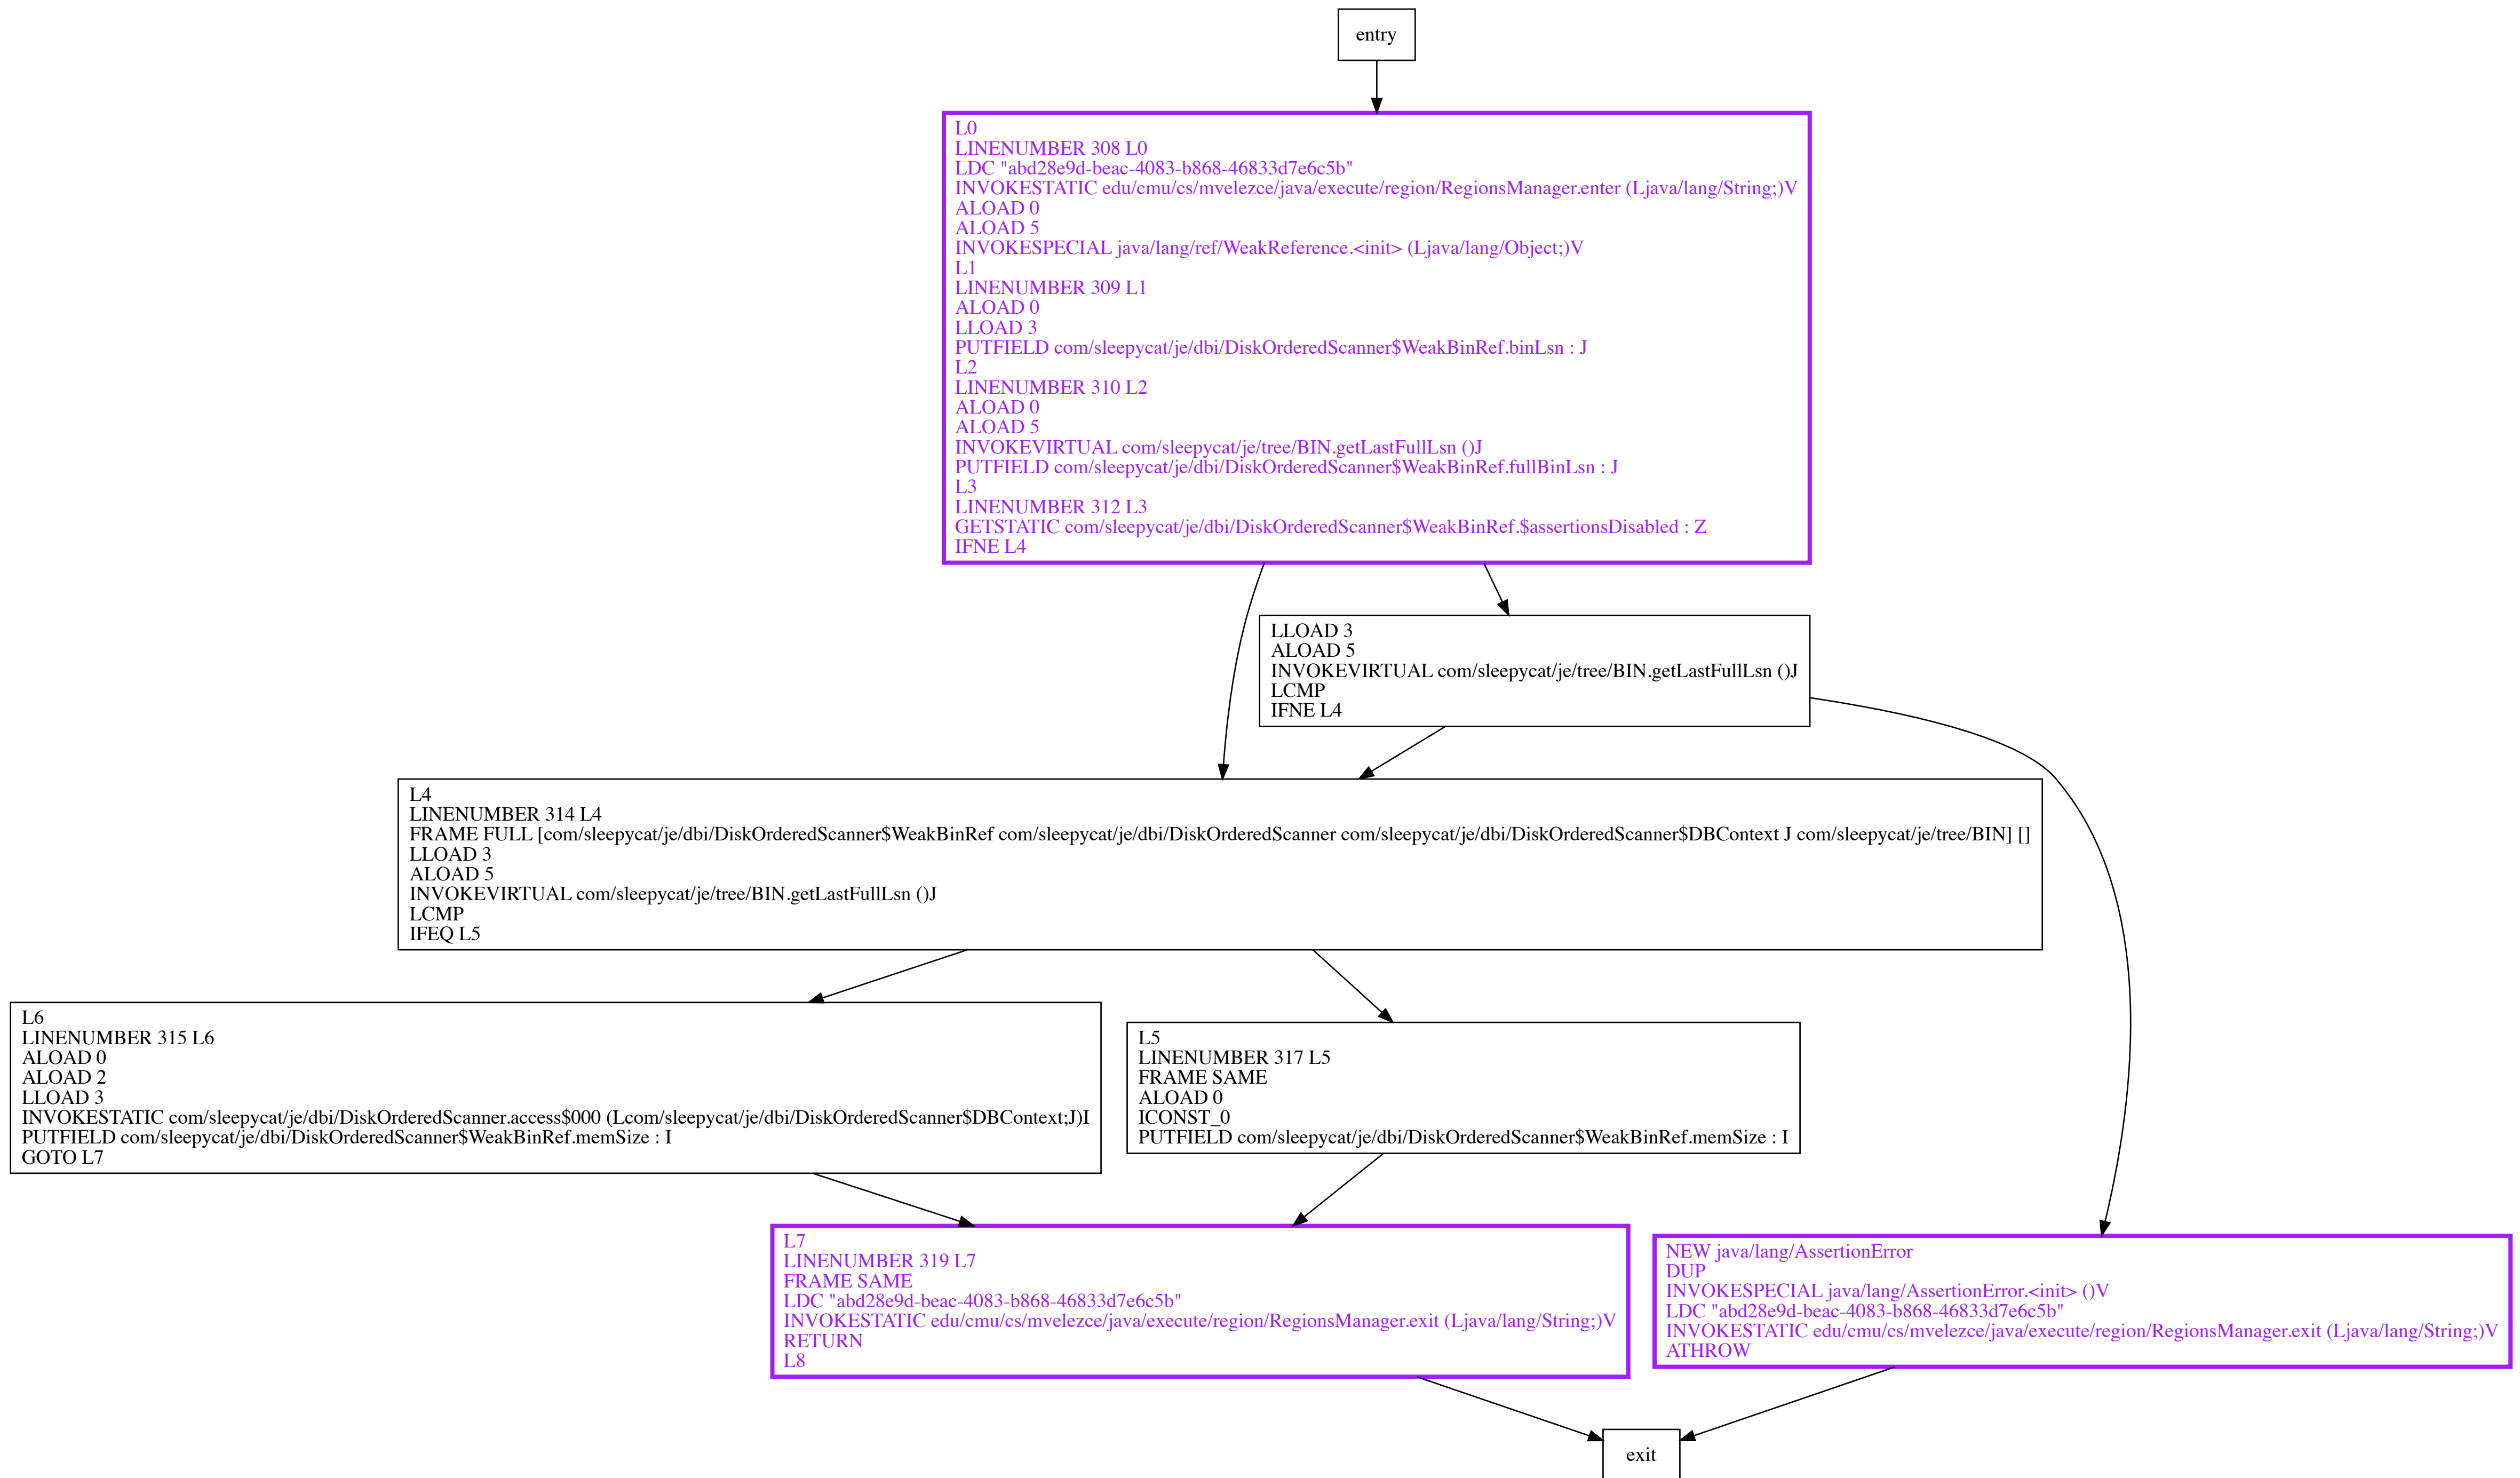 entry
L0
LINENUMBER 308 L0
LDC "abd28e9d-beac-4083-b868-46833d7e6c5b"
INVOKESTATIC edu/cmu/cs/mvelezce/java/execute/region/RegionsManager.enter (Ljava/lang/String;)V
ALOAD 0
ALOAD 5
INVOKESPECIAL java/lang/ref/WeakReference.<init> (Ljava/lang/Object;)V
L1
LINENUMBER 309 L1
ALOAD 0
LLOAD 3
PUTFIELD com/sleepycat/je/dbi/DiskOrderedScanner$WeakBinRef.binLsn : J
L2
LINENUMBER 310 L2
ALOAD 0
ALOAD 5
INVOKEVIRTUAL com/sleepycat/je/tree/BIN.getLastFullLsn ()J
PUTFIELD com/sleepycat/je/dbi/DiskOrderedScanner$WeakBinRef.fullBinLsn : J
L3
LINENUMBER 312 L3
GETSTATIC com/sleepycat/je/dbi/DiskOrderedScanner$WeakBinRef.$assertionsDisabled : Z
IFNE L4
LLOAD 3
ALOAD 5
INVOKEVIRTUAL com/sleepycat/je/tree/BIN.getLastFullLsn ()J
LCMP
IFNE L4
L4
LINENUMBER 314 L4
FRAME FULL [com/sleepycat/je/dbi/DiskOrderedScanner$WeakBinRef com/sleepycat/je/dbi/DiskOrderedScanner com/sleepycat/je/dbi/DiskOrderedScanner$DBContext J com/sleepycat/je/tree/BIN] []
LLOAD 3
ALOAD 5
INVOKEVIRTUAL com/sleepycat/je/tree/BIN.getLastFullLsn ()J
LCMP
IFEQ L5
L6
LINENUMBER 315 L6
ALOAD 0
ALOAD 2
LLOAD 3
INVOKESTATIC com/sleepycat/je/dbi/DiskOrderedScanner.access$000 (Lcom/sleepycat/je/dbi/DiskOrderedScanner$DBContext;J)I
PUTFIELD com/sleepycat/je/dbi/DiskOrderedScanner$WeakBinRef.memSize : I
GOTO L7
L5
LINENUMBER 317 L5
FRAME SAME
ALOAD 0
ICONST_0
PUTFIELD com/sleepycat/je/dbi/DiskOrderedScanner$WeakBinRef.memSize : I
L7
LINENUMBER 319 L7
FRAME SAME
LDC "abd28e9d-beac-4083-b868-46833d7e6c5b"
INVOKESTATIC edu/cmu/cs/mvelezce/java/execute/region/RegionsManager.exit (Ljava/lang/String;)V
RETURN
L8
NEW java/lang/AssertionError
DUP
INVOKESPECIAL java/lang/AssertionError.<init> ()V
LDC "abd28e9d-beac-4083-b868-46833d7e6c5b"
INVOKESTATIC edu/cmu/cs/mvelezce/java/execute/region/RegionsManager.exit (Ljava/lang/String;)V
ATHROW
exit